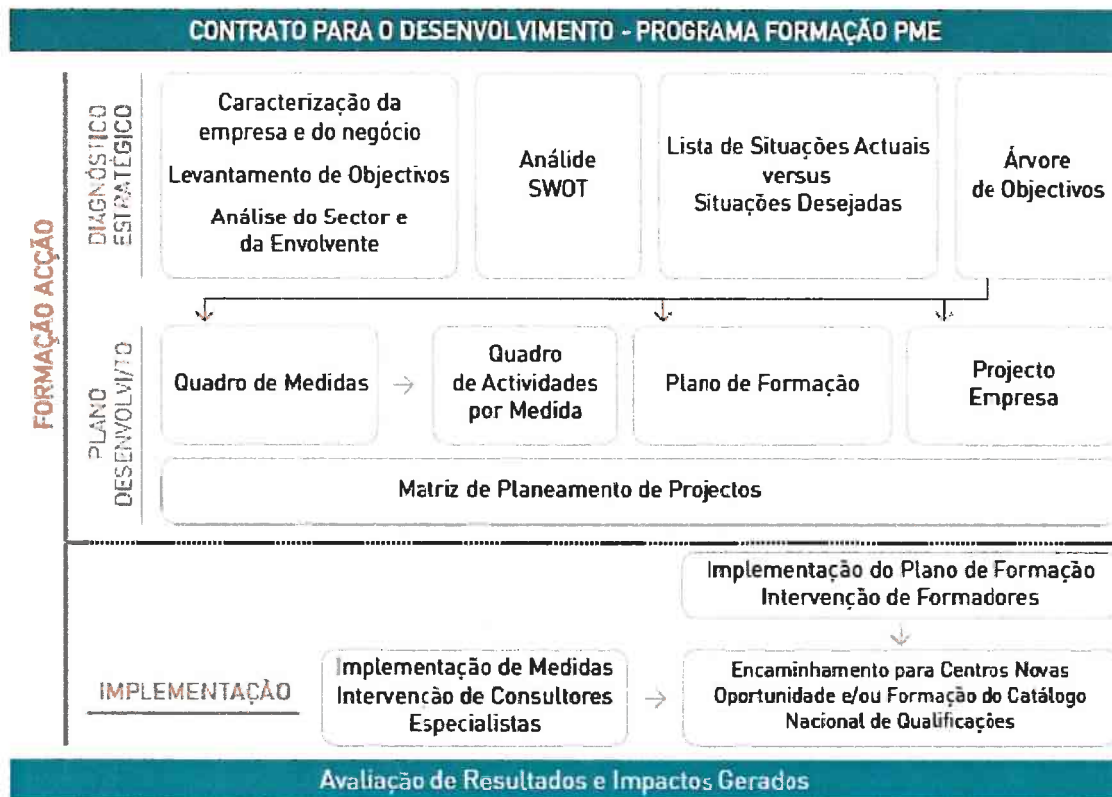 CONTRATO PARA O DESENVOLVIMENTO - PROGRAMA FORMAÇÃO PME
FORMAÇÃO ACÇÃO
DIAGNÓSTICO
ESTRATÉGICO
Caracterização da
empresa e do negócio
Levantamento de Objectivos
Análise do Sector e
da Envolvente
Análide
SWOT
Lista de Situações Actuais
versus
Situações Desejadas
Árvore
de Objectivos
PLANO
DESENVOLVI/TO
Quadro de Medidas
Quadro
de Actividades
por Medida
Plano de Formação
Projecto
Empresa
Matriz de Planeamento de Projectos
Implementação do Plano de Formação
Intervenção de Formadores
IMPLEMENTAÇÃO
Implementação de Medidas
Intervenção de Consultores
Especialistas
Encaminhamento para Centros Novas
Oportunidade e/ou Formação do Catálogo
Nacional de Qualificações
Avaliação de Resultados e Impactos Gerados